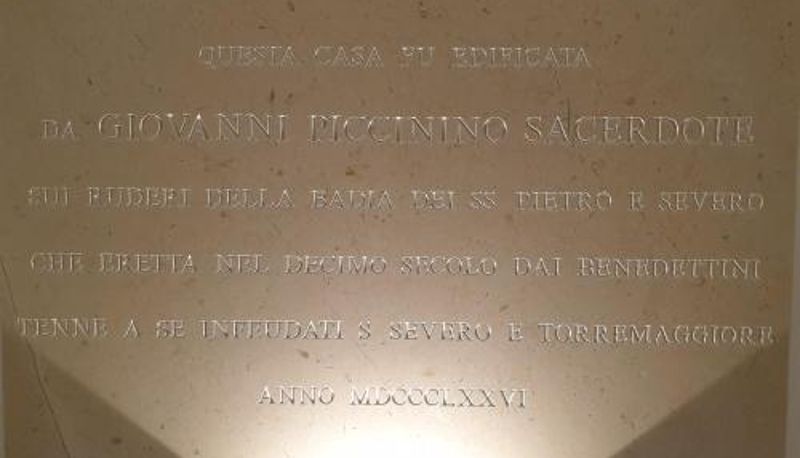 QUESTA CASA FU EDIFICATA
DA GIOVANNI PICCININO SACERDOTE
SUI RUDERI DELLA BADIA DEI SS PIETRO E SEVERO
CHE ERETTA NEL DECIMO SECOLO DAI BENEDETTINI
TENNE A SE INFEUDATI S SEVERO E TORREMAGGIORE
ANNO MDCCCCLXXVI